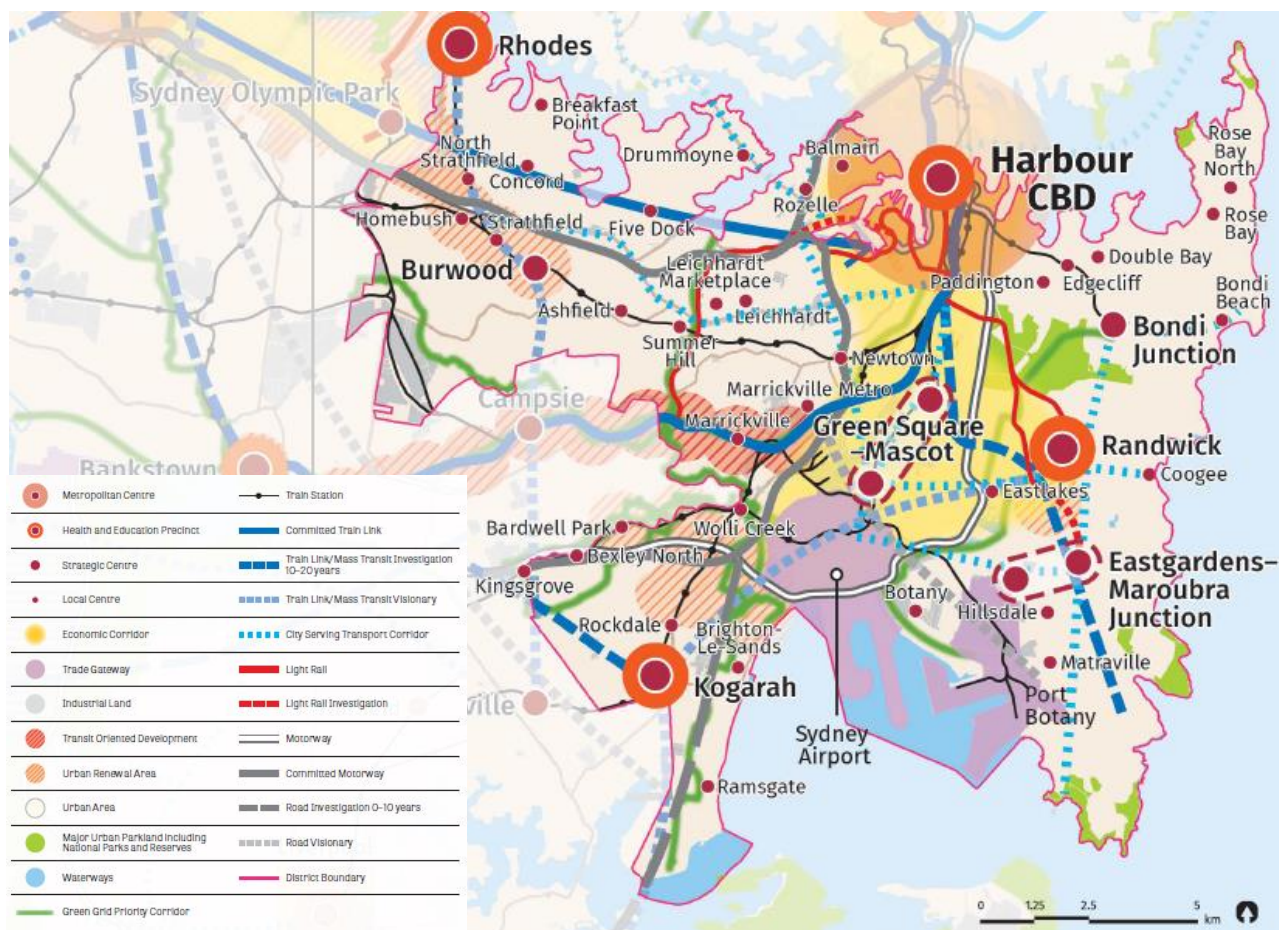 Rhodes
Sydney Olympic Park
Breakfast
Point
North
Strathfield
Drummoyne
Balmain
Harbour
CBD
Rose
Bay
North
Concord
Rozelle
Homebush
Strathfield
Five Dock
Rose
Bay
Burwood
Leichhardt
Marketplace
Double Bay
Paddington
Edgecliff
Bondi
Beach
Ashfield
Leichhardt
Bondi
Junction
Summer
Hill
Newtown
Campsie
Marrickville Metro
Marrickville
Green Square
–Mascot
Randwick
Bankstown
Coogee
Eastlakes
Bardwell Park
Wolli Creek
Bexley North
Kingsgrove
Eastgardens–
Maroubra
Junction
Botany
Hillsdale
Rockdale
Brighton-
Le-Sands
Matraville
Kogarah
ville
Port
Botany
Sydney
Airport
Ramsgate
Metropolitan Centre
Train Station
Health and Education Precinct
Committed Train Link
Strategic Centre
Train Link/Mass Transit Investigation
10–20 years
Local Centre
Train Link/Mass Transit Visionary
Economic Corridor
City Serving Transport Corridor
Trade Gateway
Light Rail
Industrial Land
Light Rail Investigation
Transit Oriented Development
Motorway
Urban Renewal Area
Committed Motorway
Urban Area
Road Investigation 0–10 years
Major Urban Parkland including
National Parks and Reserves
Road Visionary
Waterways
District Boundary
Green Grid Priority Corridor
0 1.25 2.5 5
km